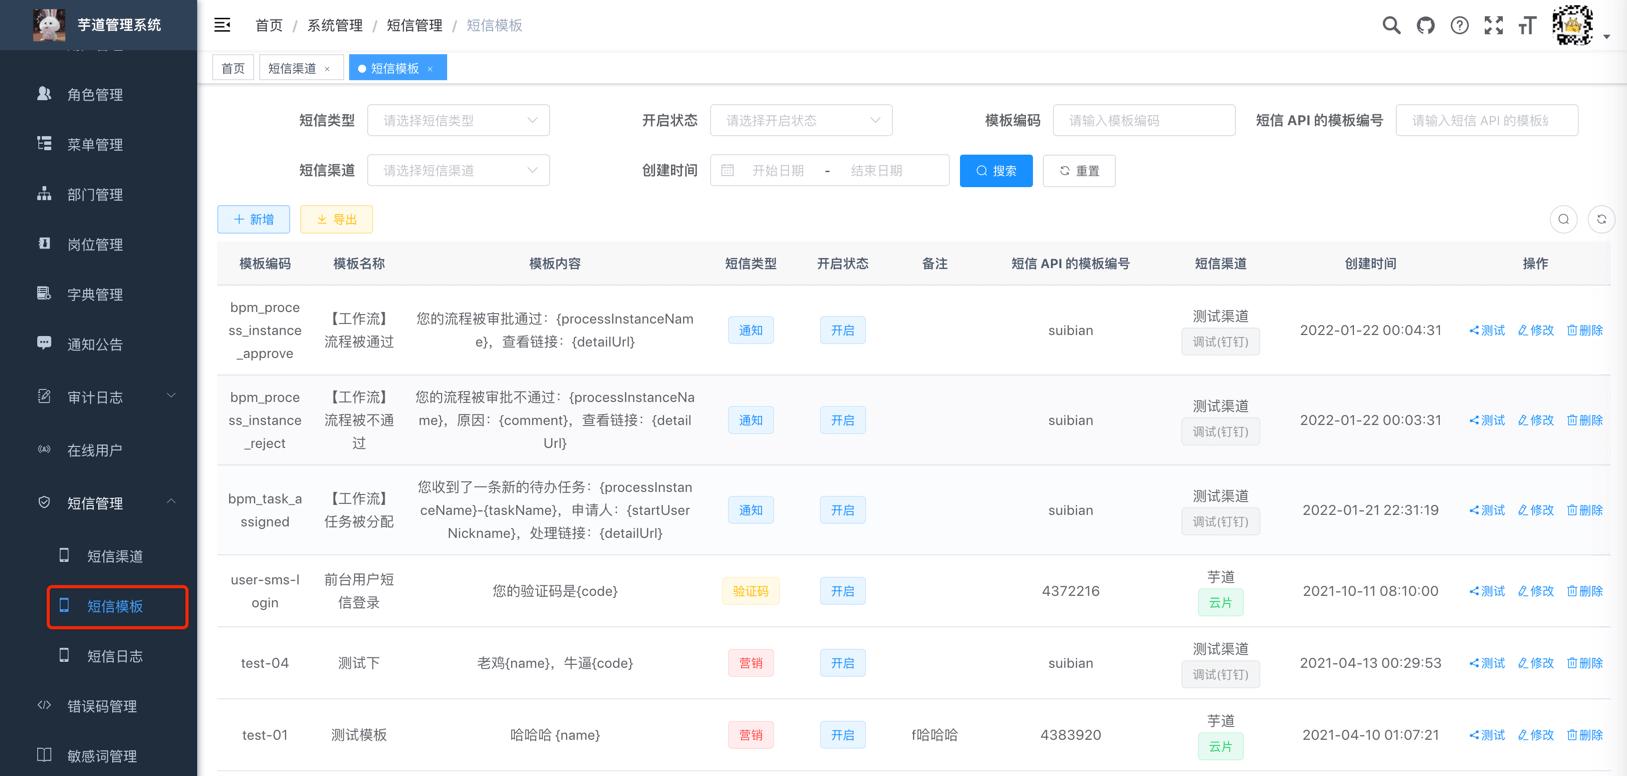 芋道管理系统
首页 / 系统管理 / 短信管理 / 短信模板
首页
短信渠道 ×
短信模板 ×
角色管理
菜单管理
部门管理
岗位管理
字典管理
通知公告
审计日志
在线用户
短信管理
短信渠道
短信模板
短信日志
错误码管理
敏感词管理
短信类型 请选择短信类型
开启状态 请选择开启状态
模板编码 请输入模板编码
短信 API 的模板编号 请输入短信 API 的模板
短信渠道 请选择短信渠道
创建时间 开始日期 - 结束日期
搜索
重置
新增
导出
模板编码 模板名称 模板内容 短信类型 开启状态 备注 短信 API 的模板编号 短信渠道 创建时间 操作
bpm_proce
ss_instance
_approve
【工作流】
流程被通过
您的流程被审批通过：{processInstanceNam
e}，查看链接：{detailUrl}
通知
开启
suibian
测试渠道
调试(钉钉)
2022-01-22 00:04:31
测试 修改 删除
bpm_proce
ss_instance
_reject
【工作流】
流程被不通
过
您的流程被审批不通过：{processInstanceNa
me}，原因：{comment}，查看链接：{detail
Url}
通知
开启
suibian
测试渠道
调试(钉钉)
2022-01-22 00:03:31
测试 修改 删除
bpm_task_a
ssigned
【工作流】
任务被分配
您收到了一条新的待办任务：{processInstan
ceName}-{taskName}，申请人：{startUser
Nickname}，处理链接：{detailUrl}
通知
开启
suibian
测试渠道
调试(钉钉)
2022-01-21 22:31:19
测试 修改 删除
user-sms-l
ogin
前台用户短
信登录
您的验证码是{code}
验证码
开启
4372216
芋道
云片
2021-10-11 08:10:00
测试 修改 删除
test-04
测试下
老鸡{name}，牛逼{code}
营销
开启
suibian
测试渠道
调试(钉钉)
2021-04-13 00:29:53
测试 修改 删除
test-01
测试模板
哈哈哈 {name}
营销
开启
f哈哈哈
4383920
芋道
云片
2021-04-10 01:07:21
测试 修改 删除